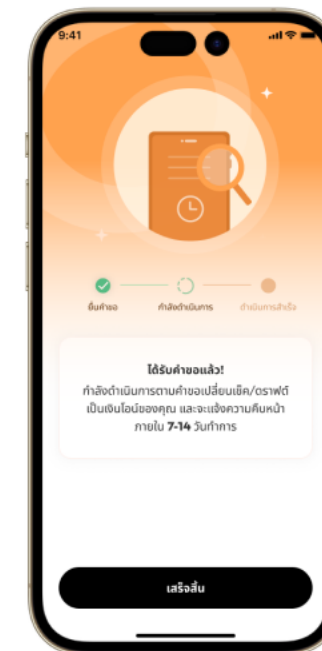 9:41
ยื่นคำขอ กำลังดำเนินการ ดำเนินการสำเร็จ
ได้รับคำขอแล้ว!
กำลังดำเนินการตามคำขอเปลี่ยนเช็ค/ดราฟต์
เป็นเงินโอนของคุณ และจะแจ้งความคืบหน้า
ภายใน 7-14 วันทำการ
เสร็จสิ้น